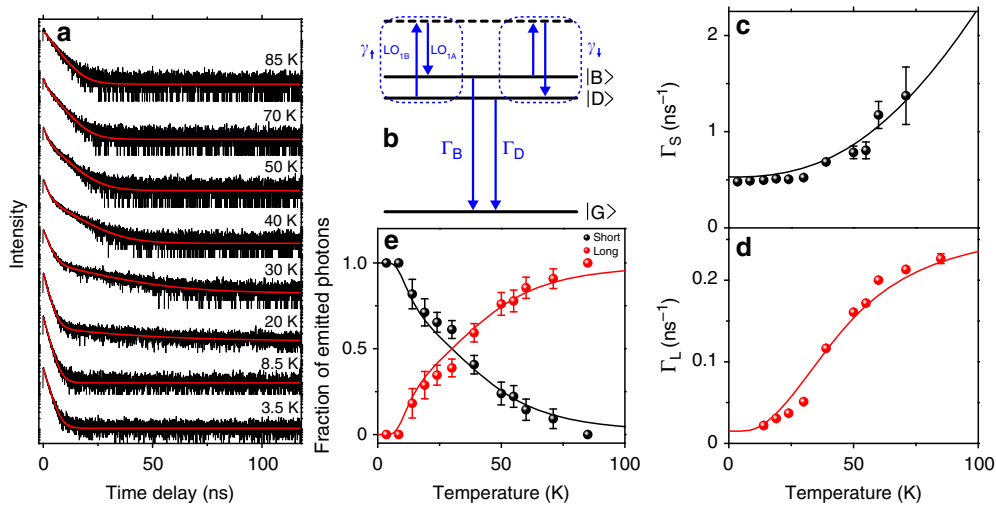 a
85 K
70 K
50 K
40 K
30 K
20 K
8.5 K
3.5 K
Intensity
0
50
100
Time delay (ns)
b
γ↑
LO1B
LO1A
γ↓
|B>
|D>
ΓB
ΓD
|G>
e
Short
Long
Fraction of emitted photons
1.0
0.5
0
0
50
100
Temperature (K)
c
ΓS (ns⁻¹)
2
1
0
d
ΓL (ns⁻¹)
0.2
0.1
0
0
50
100
Temperature (K)